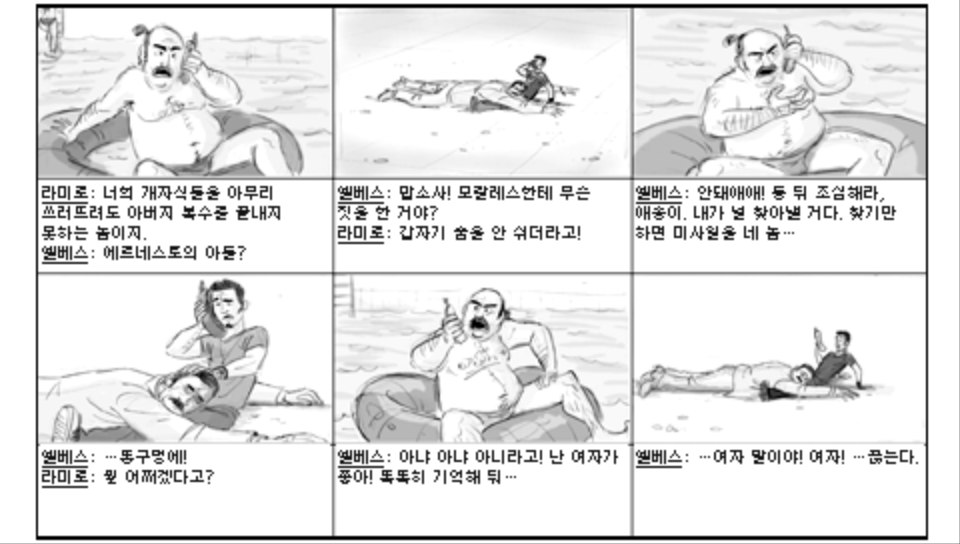 라미로: 너희 개자식들을 아무리
쓰러뜨려도 아버지 복수를 끝내지
못하는 놈이지.
엘베스: 에르네스토의 아들?
엘베스: 맙소사! 모랄레스한테 무슨
짓을 한 거야?
라미로: 갑자기 숨을 안 쉬더라고!
엘베스: 안돼애애! 등 뒤 조심해라,
애송이. 내가 널 찾아낼 거다. 찾기만
하면 미사일을 네 놈…
엘베스: …똥구멍에!
라미로: 뭘 어쩌겠다고?
엘베스: 아냐 아냐 아니라고! 난 여자가
좋아! 똑똑히 기억해 둬…
엘베스: …여자 말이야! 여자! …끊는다.